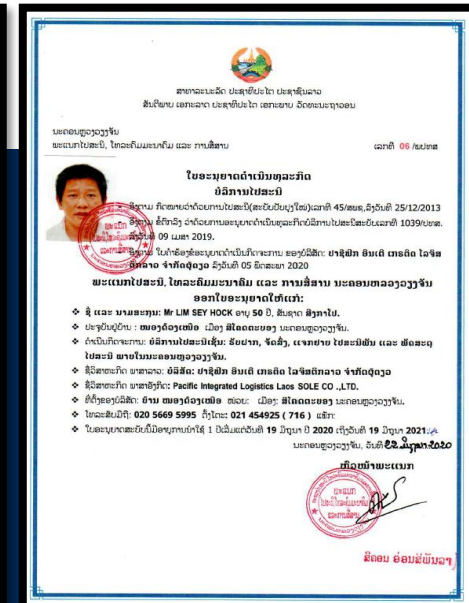 ສາທາລະນະລັດ ປະຊາທິປະໄຕ ປະຊາຊົນລາວ
ສັນຕິພາບ ເອກະລາດ ປະຊາທິປະໄຕ ເອກະພາບ ວັດທະນະຖາວອນ
ນະຄອນຫຼວງວຽງຈັນ
ພະແນກໄປສະນີ, ໂທລະຄົມມະນາຄົມ ແລະ ການສື່ສານ ເລກທີ 06 /ພປທສ
ໃບອະນຸຍາດດຳເນີນທຸລະກິດ
ບໍລິການໄປສະນີ
ອີງຕາມ ກົດໝາຍວ່າດ້ວຍການໄປສະນີ(ສະບັບປັບປຸງໃໝ່)ເລກທີ 45/ສພຊ,ລົງວັນທີ 25/12/2013
ອີງຕາມ ຂໍ້ຕົກລົງ ວ່າດ້ວຍການອະນຸຍາດດຳເນີນທຸລະກິດບໍລິການໄປສະນີສະບັບເລກທີ 1039/ປທສ.
ລົງວັນທີ 09 ເມສາ 2019.
ອີງຕາມ ໃບຄຳຮ້ອງຂໍອະນຸຍາດດຳເນີນກິດຈະການ ຂອງບໍລິສັດ: ປາຊີຟິກ ອິນເຕີ ເກຣຕິດ ໂລຈິສ
ຕິກລາວ ຈຳກັດຜູ້ດຽວ ລົງວັນທີ 05 ພຶດສະພາ 2020
ພະແນກໄປສະນີ, ໂທລະຄົມມະນາຄົມ ແລະ ການສື່ສານ ນະຄອນຫລວງວຽງຈັນ
ອອກໃບອະນຸຍາດໃຫ້ແກ່:
❖ ຊື່ ແລະ ນາມສະກຸນ: Mr LIM SEY HOCK ອາຍຸ 50 ປີ, ສັນຊາດ ສິງກາໂປ.
❖ ປະຈຸບັນຢູ່ບ້ານ : ໜອງດ້ວງເໜືອ ເມືອງ ສີໂຄດຕະບອງ ນະຄອນຫຼວງວຽງຈັນ.
❖ ດຳເນີນກິດຈະການ: ບໍລິການໄປສະນີເຊັ່ນ: ຮັບຝາກ, ຈັດສົ່ງ, ແຈກຢາຍ ໄປສະນີພັນ ແລະ ພັດສະດຸ
ໄປສະນີ ພາຍໃນນະຄອນຫຼວງວຽງຈັນ.
❖ ຊື່ວິສາຫະກິດ ພາສາລາວ: ບໍລິສັດ: ປາຊີຟິກ ອິນເຕີ ເກຣຕິດ ໂລຈິສຕິກລາວ ຈຳກັດຜູ້ດຽວ
❖ ຊື່ວິສາຫະກິດ ພາສາອັງກິດ: Pacific Integrated Logistics Laos SOLE CO .,LTD.
❖ ທີ່ຕັ້ງຂອງບໍລິສັດ: ບ້ານ ໜອງດ້ວງເໜືອ ໜ່ວຍ: ເມືອງ: ສີໂຄດຕະບອງ ນະຄອນຫຼວງວຽງຈັນ.
❖ ໂທລະສັບມືຖື: 020 5669 5995 ຕັ້ງໂຕະ: 021 454925 ( 716 ) ແຟັກ:
❖ ໃບອະນຸຍາດສະບັບນີ້ມີອາຍຸການນຳໃຊ້ 1 ປີເລີ່ມແຕ່ວັນທີ 19 ມິຖຸນາ ປີ 2020 ເຖິງວັນທີ 19 ມິຖຸນາ 2021.
ນະຄອນຫຼວງວຽງຈັນ, ວັນທີ 22 ມິຖຸນາ 2020
ຫົວໜ້າພະແນກ
ສີຄອນ ອ່ອນສີພັນລາ